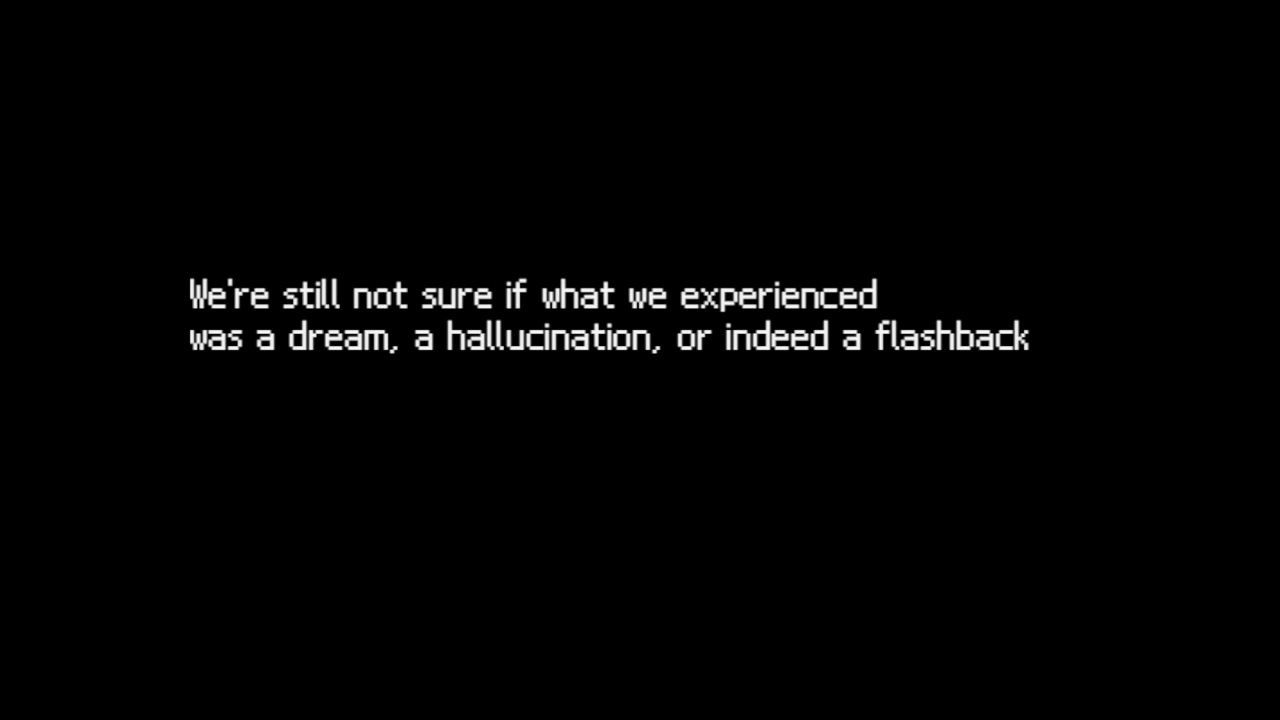 We're still not sure if what we experienced
was a dream, a hallucination, or indeed a flashback